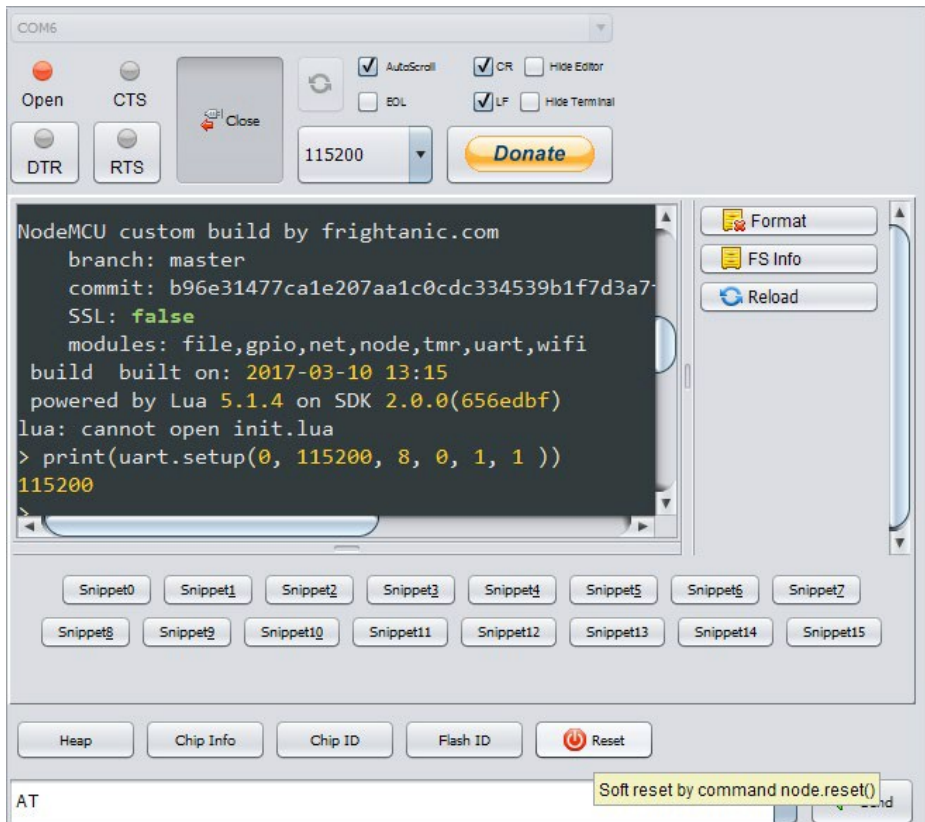 COM6
AutoScroll CR Hide Editor
Open CTS
Close
EOL LF Hide Terminal
DTR RTS
115200
Donate
NodeMCU custom build by frightanic.com
branch: master
commit: b96e31477ca1e207aa1c0cdc334539b1f7d3a7
SSL: false
modules: file,gpio,net,node,tmr,uart,wifi
build built on: 2017-03-10 13:15
powered by Lua 5.1.4 on SDK 2.0.0(656edbf)
lua: cannot open init.lua
> print(uart.setup(0, 115200, 8, 0, 1, 1 ))
115200
>
Format
FS Info
Reload
Snippet0 Snippet1 Snippet2 Snippet3 Snippet4 Snippet5 Snippet6 Snippet7
Snippet8 Snippet9 Snippet10 Snippet11 Snippet12 Snippet13 Snippet14 Snippet15
Heap Chip Info Chip ID Flash ID Reset
Soft reset by command node.reset()
AT